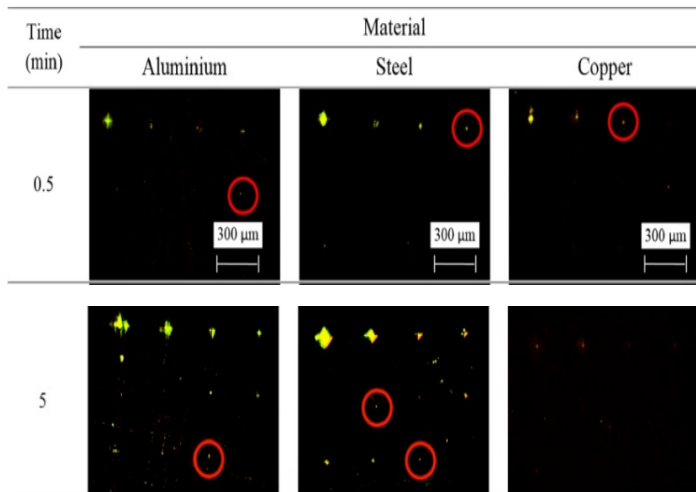 Time
(min)
Material
Aluminium
Steel
Copper
0.5
300 μm
300 μm
300 μm
5